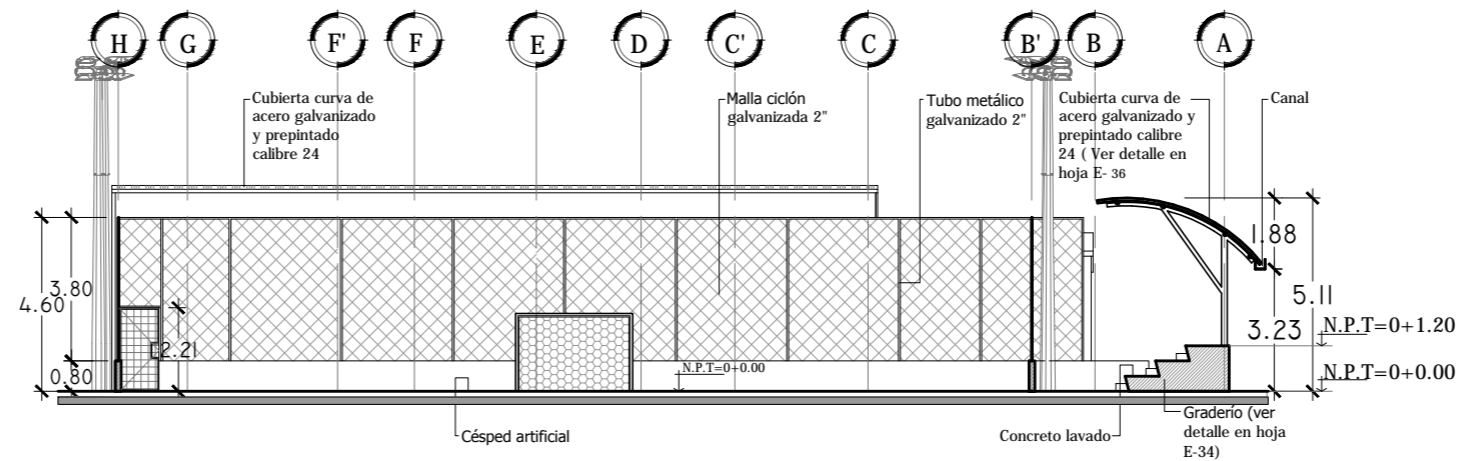 H G F' F E D C' C B' B A
Cubierta curva de
acero galvanizado
y prepintado
calibre 24
Malla ciclón
galvanizada 2"
Tubo metálico
galvanizado 2"
Cubierta curva de
acero galvanizado y
prepintado calibre
24 ( Ver detalle en
hoja E- 36
Canal
1.88
3.80
4.60
5.11
2.21
3.23
N.P.T=0+1.20
0.80
N.P.T=0+0.00
N.P.T=0+0.00
Césped artificial
Concreto lavado
Graderío (ver
detalle en hoja
E-34)